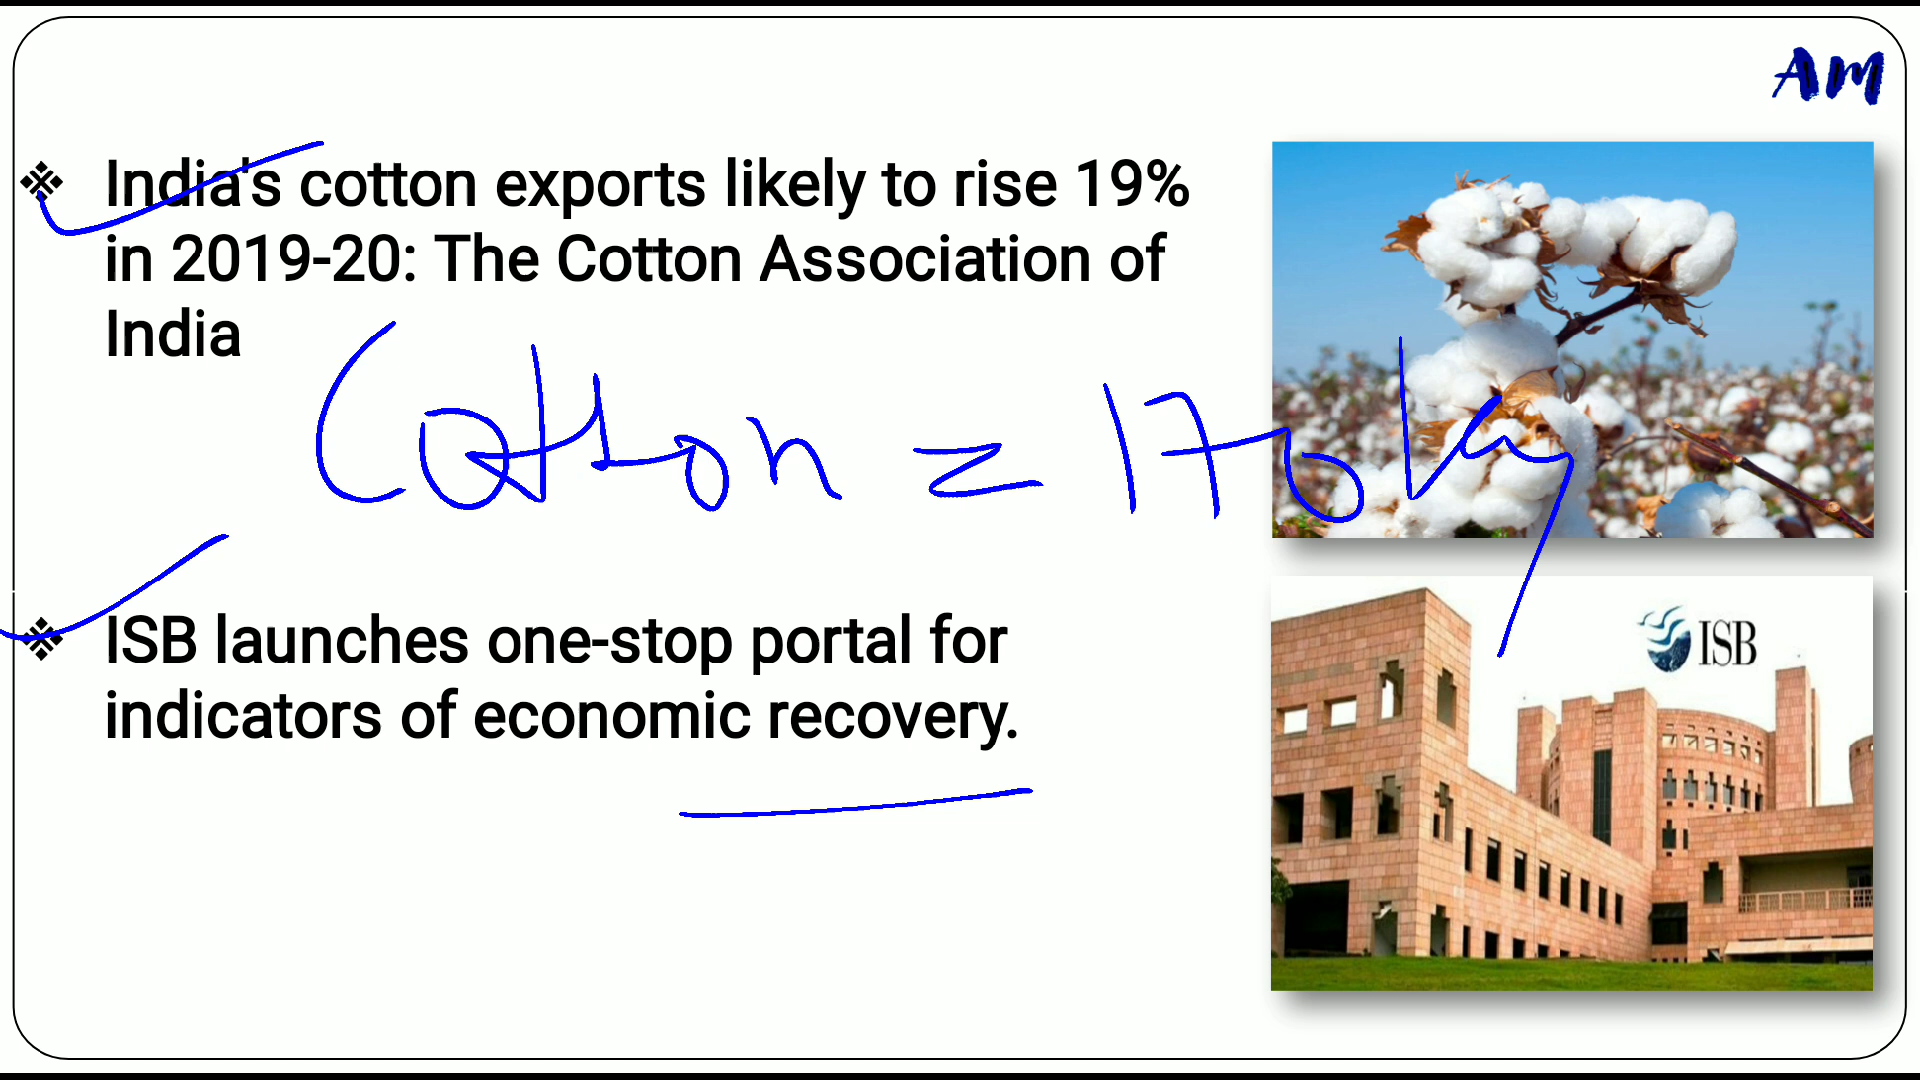 AM
❖ India's cotton exports likely to rise 19%
in 2019-20: The Cotton Association of
India
Cotton = 170 kg
❖ ISB launches one-stop portal for
indicators of economic recovery.
ISB